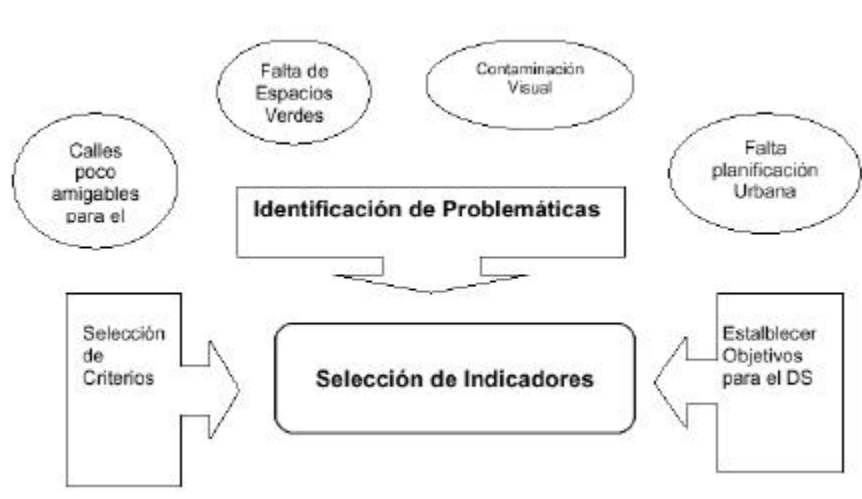 Falta de
Espacios
Verdes
Contaminación
Visual
Calles
poco
amigables
para el
Falta
planificación
Urbana
Identificación de Problemáticas
Selección
de
Criterios
Selección de Indicadores
Estalblecer
Objetivos
para el DS